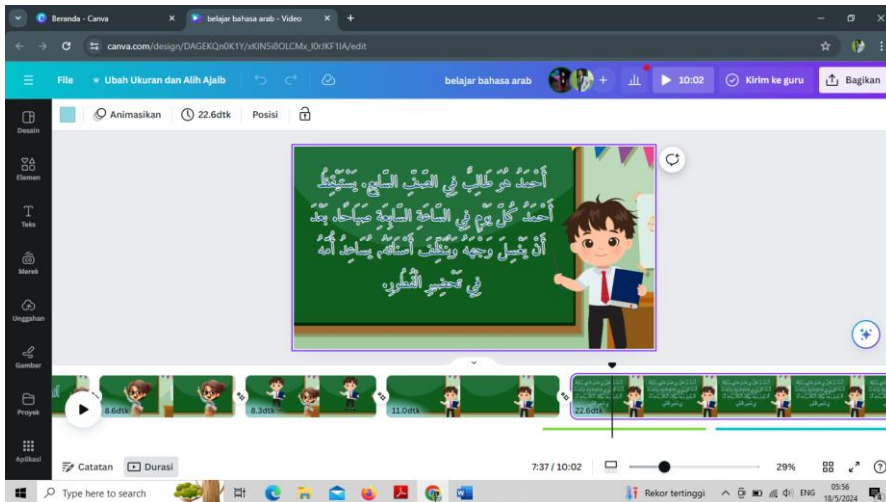 Beranda - Canva
belajar bahasa arab - Video
canva.com/design/DAGEKQn0K1Y/xKIN5i8OLCMx_I0rJKF1IA/edit
File
Ubah Ukuran dan Alih Ajaib
belajar bahasa arab
10:02
Kirim ke guru
Bagikan
Animasikan
22.6dtk
Posisi
Desain
Elemen
Teks
Merek
Unggahan
Gambar
Proyek
Aplikasi
أَحْمَدُ هُوَ طَالِبٌ فِي الصَّفِّ السَّابِعِ. يَسْتَيْقِظُ
أَحْمَدُ كُلَّ يَوْمٍ فِي السَّاعَةِ السَّابِعَةِ صَبَاحًا. بَعْدَ
أَنْ يَغْسِلَ وَجْهَهُ وَيُنَظِّفَ أَسْنَانَهُ، يُسَاعِدُ أُمَّهُ
فِي تَحْضِيرِ الْفُطُورِ.
8.6dtk
8.3dtk
11.0dtk
22.6dtk
Catatan
Durasi
7:37 / 10:02
29%
Type here to search
Rekor tertinggi
ENG
05:56
18/5/2024